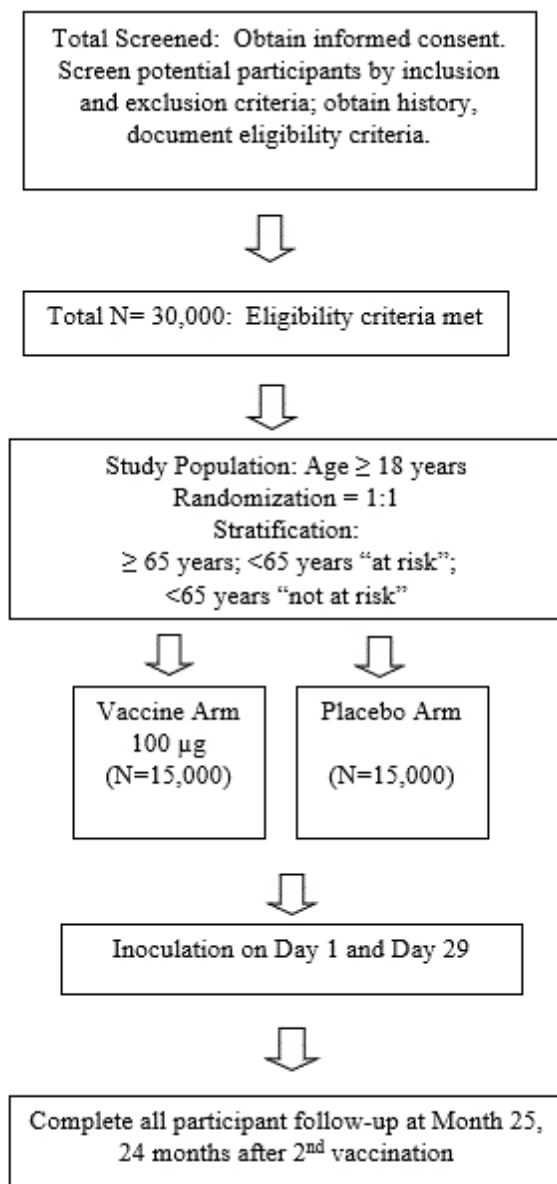 Total Screened:  Obtain informed consent.
Screen potential participants by inclusion
and exclusion criteria; obtain history,
document eligibility criteria.
Total N= 30,000:  Eligibility criteria met
Study Population: Age ≥ 18 years
Randomization = 1:1
Stratification:
≥ 65 years; <65 years “at risk”;
<65 years “not at risk”
Vaccine Arm
100 µg
(N=15,000)
Placebo Arm
(N=15,000)
Inoculation on Day 1 and Day 29
Complete all participant follow-up at Month 25,
24 months after 2nd vaccination